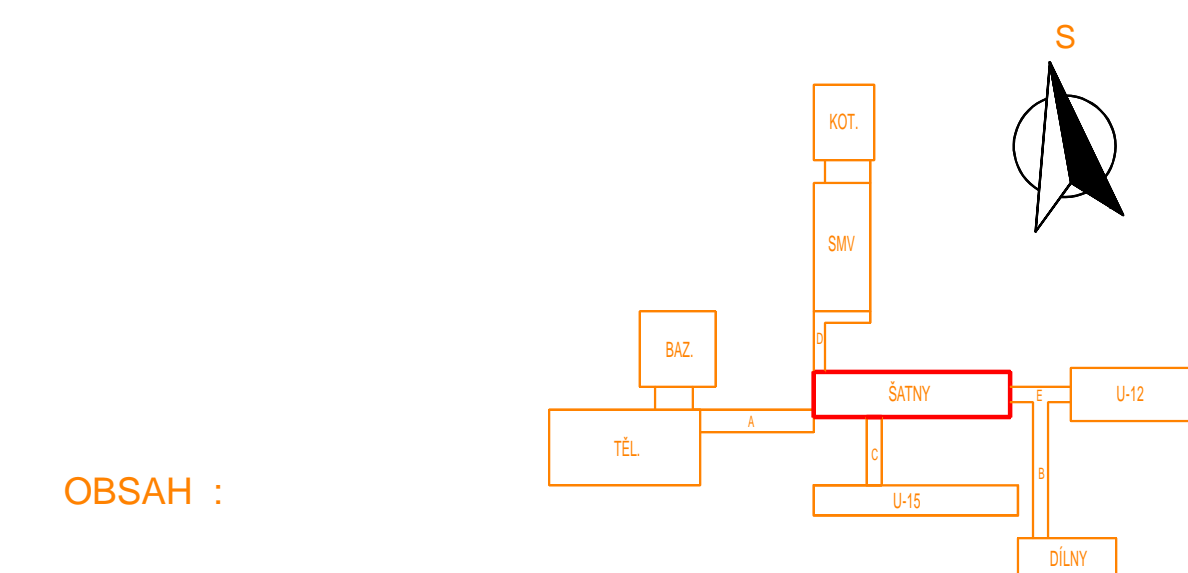 S
KOT.
SMV
BAZ.
D
ŠATNY
E
U-12
A
TĚL.
C
B
U-15
OBSAH :
DÍLNY